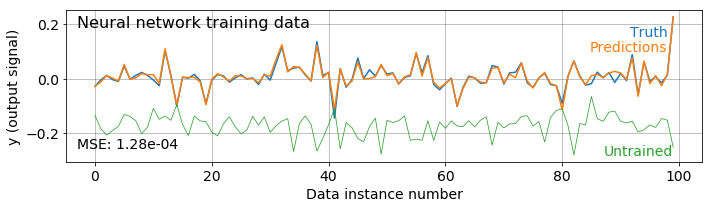 Neural network training data
Truth
Predictions
Untrained
MSE: 1.28e-04
y (output signal)
0.2
0.0
−0.2
0
20
40
60
80
100
Data instance number